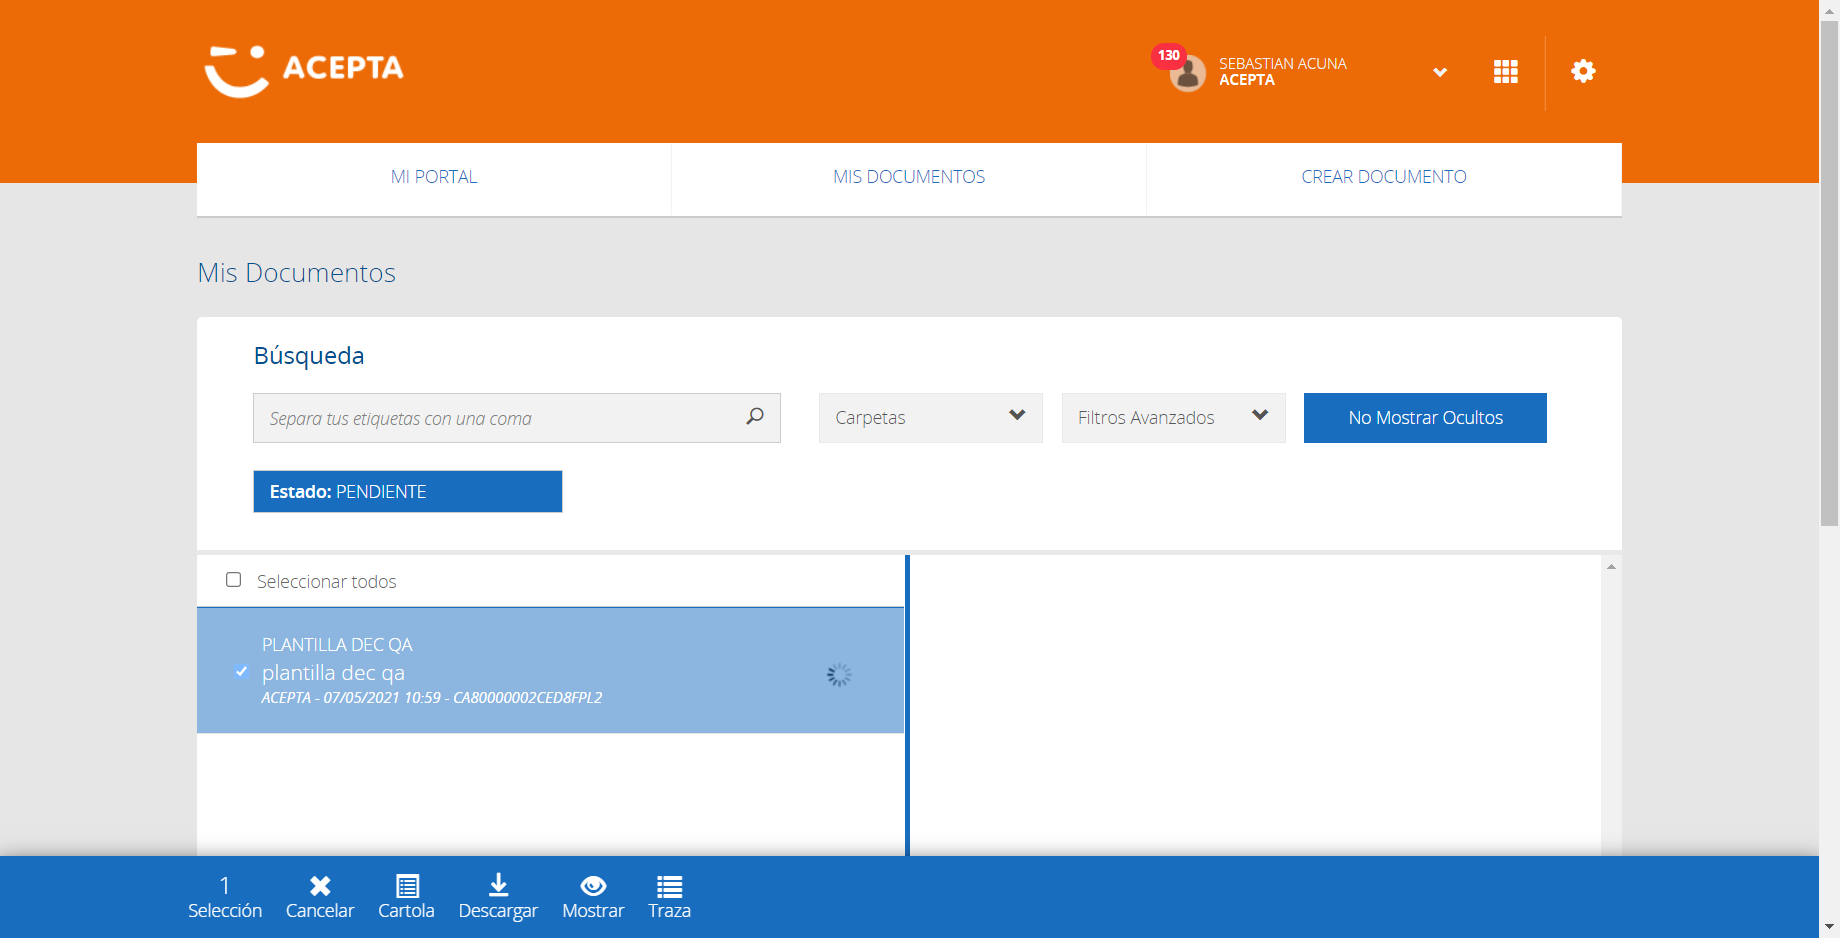 ACEPTA
130
SEBASTIAN ACUNA
ACEPTA
MI PORTAL
MIS DOCUMENTOS
CREAR DOCUMENTO
Mis Documentos
Búsqueda
Separa tus etiquetas con una coma
Carpetas
Filtros Avanzados
No Mostrar Ocultos
Estado: PENDIENTE
Seleccionar todos
PLANTILLA DEC QA
plantilla dec qa
ACEPTA - 07/05/2021 10:59 - CA80000002CED8FPL2
1
Selección
Cancelar
Cartola
Descargar
Mostrar
Traza